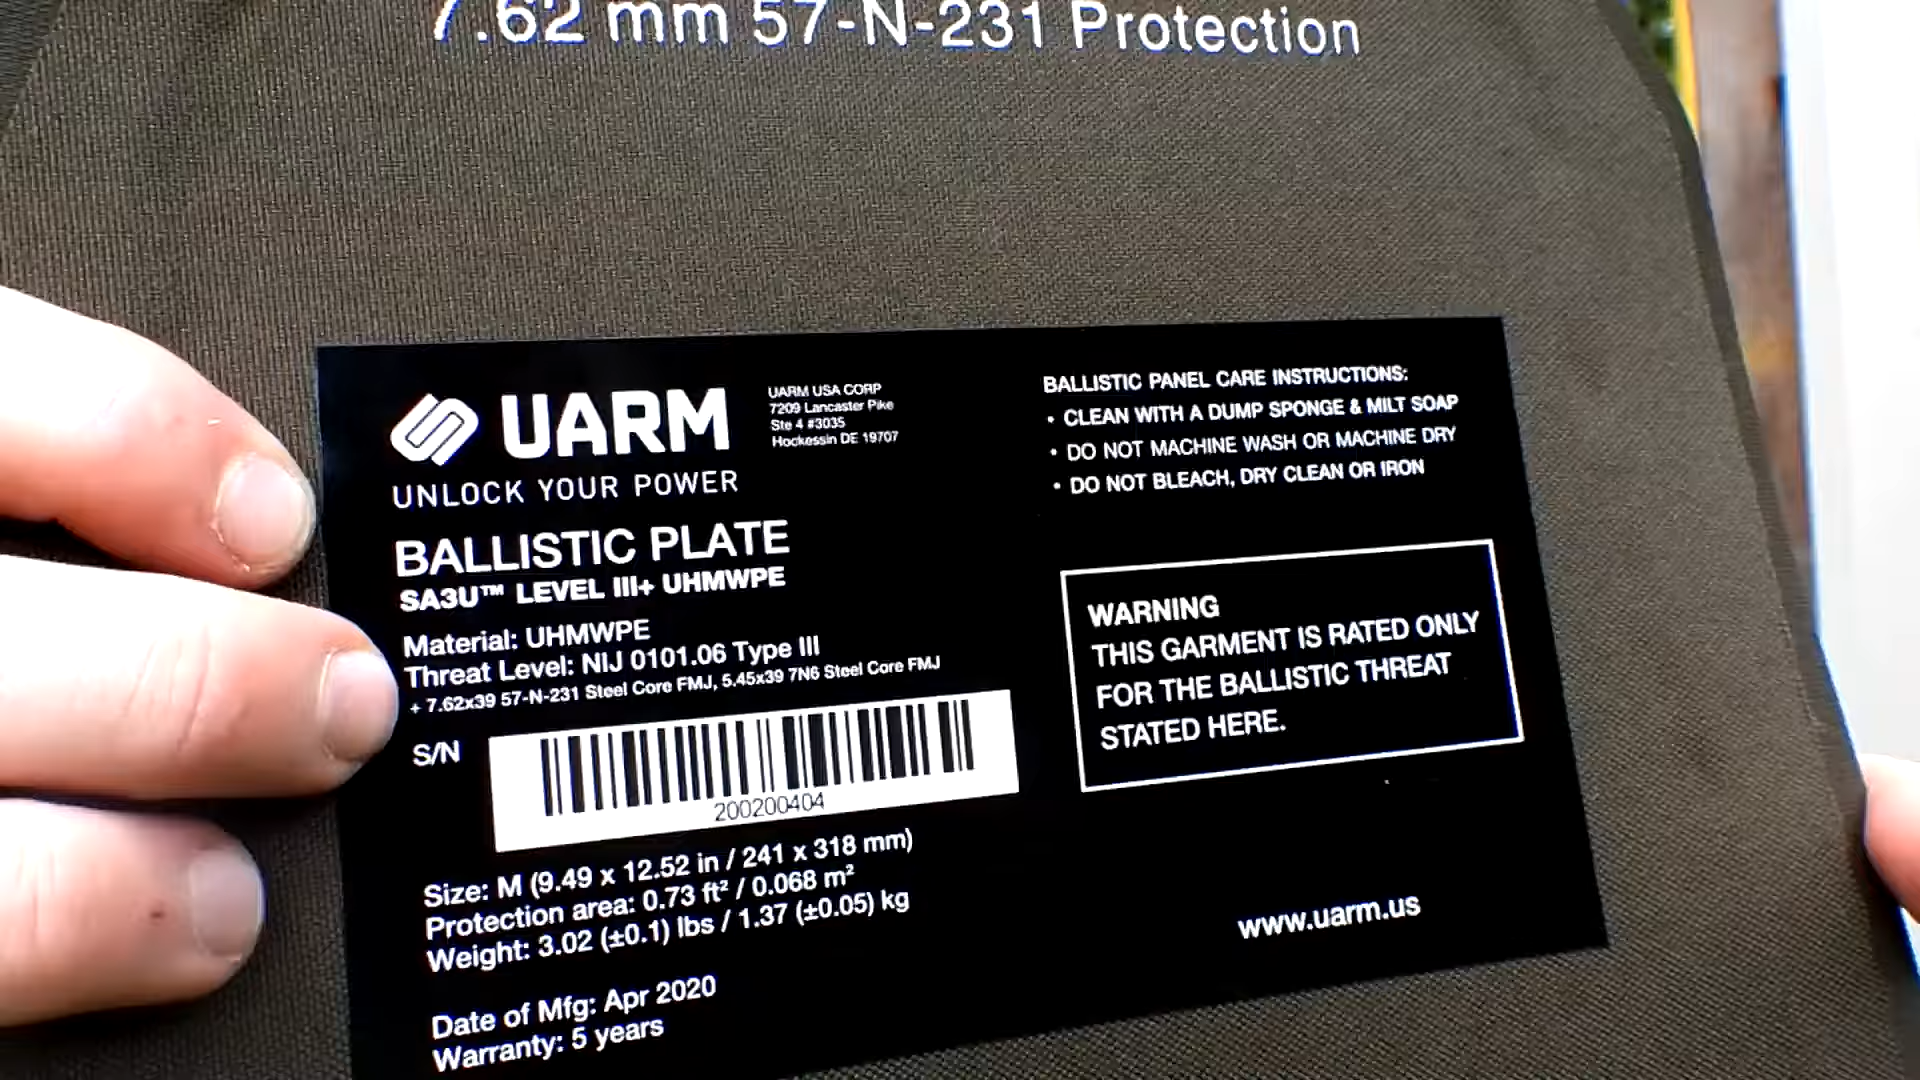 7.62 mm 57-N-231 Protection
UARM
UNLOCK YOUR POWER
UARM USA CORP
7209 Lancaster Pike
Ste 4 #3035
Hockessin DE 19707
BALLISTIC PLATE
SA3U™ LEVEL III+ UHMWPE
Material: UHMWPE
Threat Level: NIJ 0101.06 Type III
+ 7.62x39 57-N-231 Steel Core FMJ, 5.45x39 7N6 Steel Core FMJ
S/N
200200404
Size: M (9.49 x 12.52 in / 241 x 318 mm)
Protection area: 0.73 ft² / 0.068 m²
Weight: 3.02 (±0.1) lbs / 1.37 (±0.05) kg
Date of Mfg: Apr 2020
Warranty: 5 years
BALLISTIC PANEL CARE INSTRUCTIONS:
• CLEAN WITH A DUMP SPONGE & MILT SOAP
• DO NOT MACHINE WASH OR MACHINE DRY
• DO NOT BLEACH, DRY CLEAN OR IRON
WARNING
THIS GARMENT IS RATED ONLY
FOR THE BALLISTIC THREAT
STATED HERE.
www.uarm.us